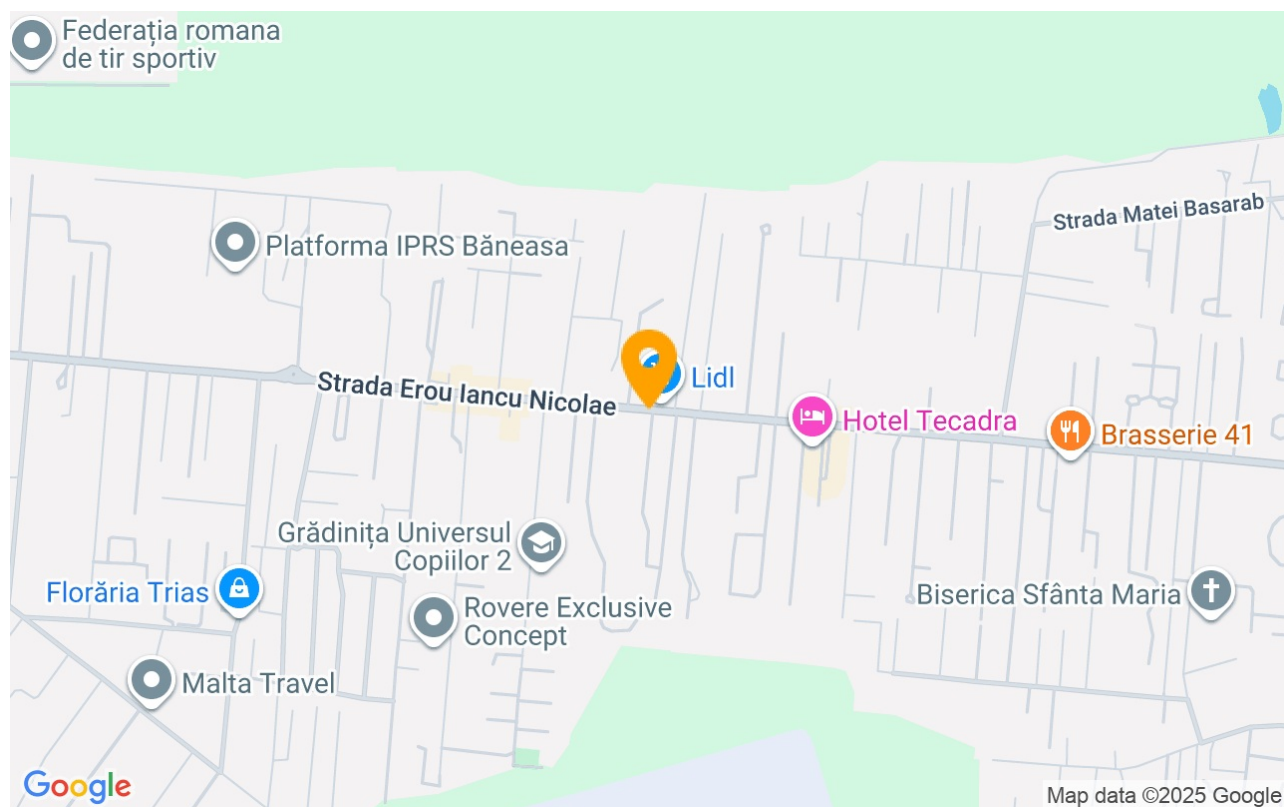 Federația romana
de tir sportiv
Strada Matei Basarab
Platforma IPRS Băneasa
Strada Erou Iancu Nicolae
Lidl
Hotel Tecadra
Brasserie 41
Grădinița Universul
Copiilor 2
Florăria Trias
Rovere Exclusive
Concept
Biserica Sfânta Maria
Malta Travel
Google
Map data ©2025 Google